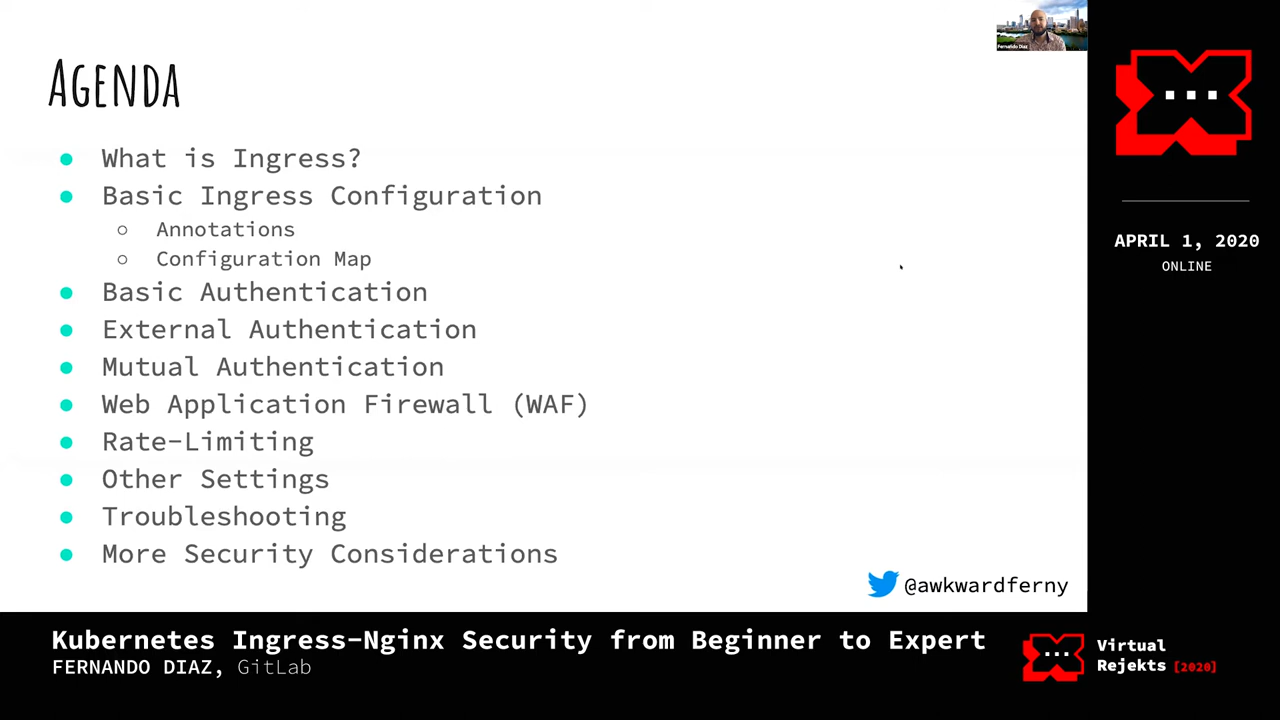 Fernando Diaz
AGENDA
What is Ingress?
Basic Ingress Configuration
Annotations
Configuration Map
Basic Authentication
External Authentication
Mutual Authentication
Web Application Firewall (WAF)
Rate-Limiting
Other Settings
Troubleshooting
More Security Considerations
@awkwardferny
APRIL 1, 2020
ONLINE
Kubernetes Ingress-Nginx Security from Beginner to Expert
FERNANDO DIAZ, GitLab
Virtual
Rejekts [2020]